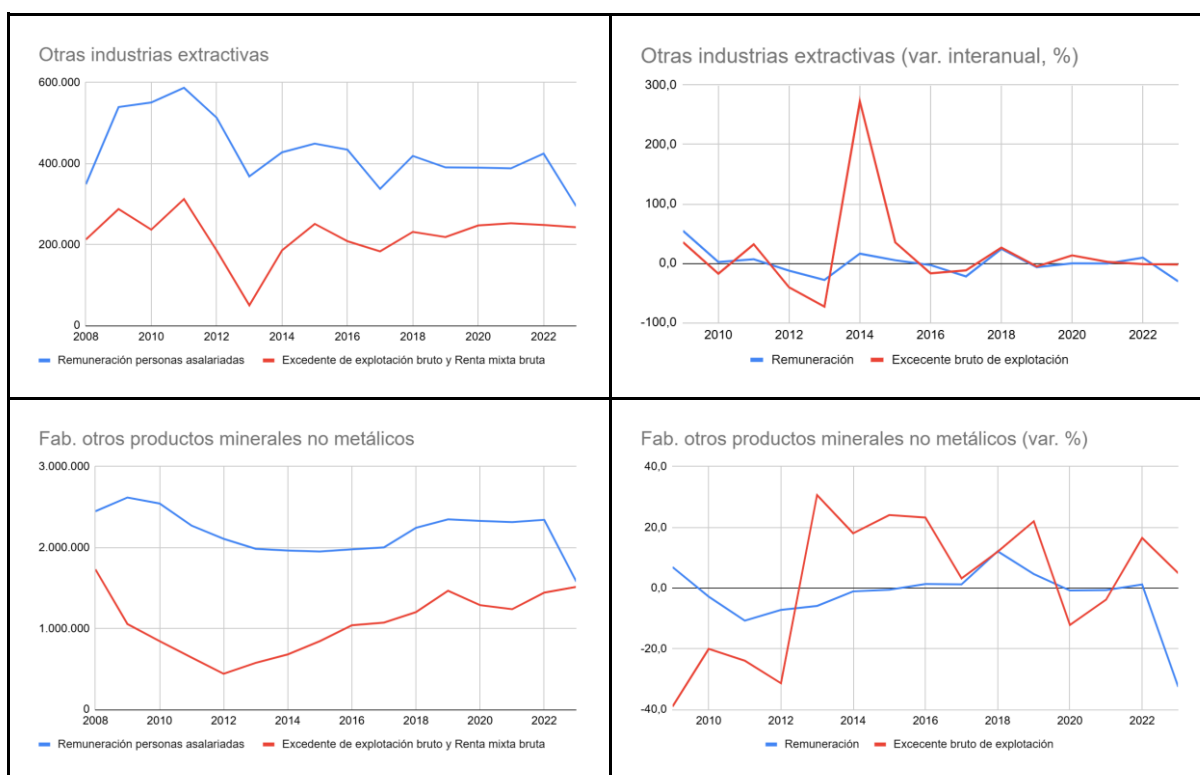 Otras industrias extractivas
600.000
400.000
200.000
0
2008 2010 2012 2014 2016 2018 2020 2022
Remuneración personas asalariadas Excedente de explotación bruto y Renta mixta bruta
Otras industrias extractivas (var. interanual, %)
300,0
200,0
100,0
0,0
-100,0
2010 2012 2014 2016 2018 2020 2022
Remuneración Excecente bruto de explotación
Fab. otros productos minerales no metálicos
3.000.000
2.000.000
1.000.000
0
2008 2010 2012 2014 2016 2018 2020 2022
Remuneración personas asalariadas Excedente de explotación bruto y Renta mixta bruta
Fab. otros productos minerales no metálicos (var. %)
40,0
20,0
0,0
-20,0
-40,0
2010 2012 2014 2016 2018 2020 2022
Remuneración Excecente bruto de explotación